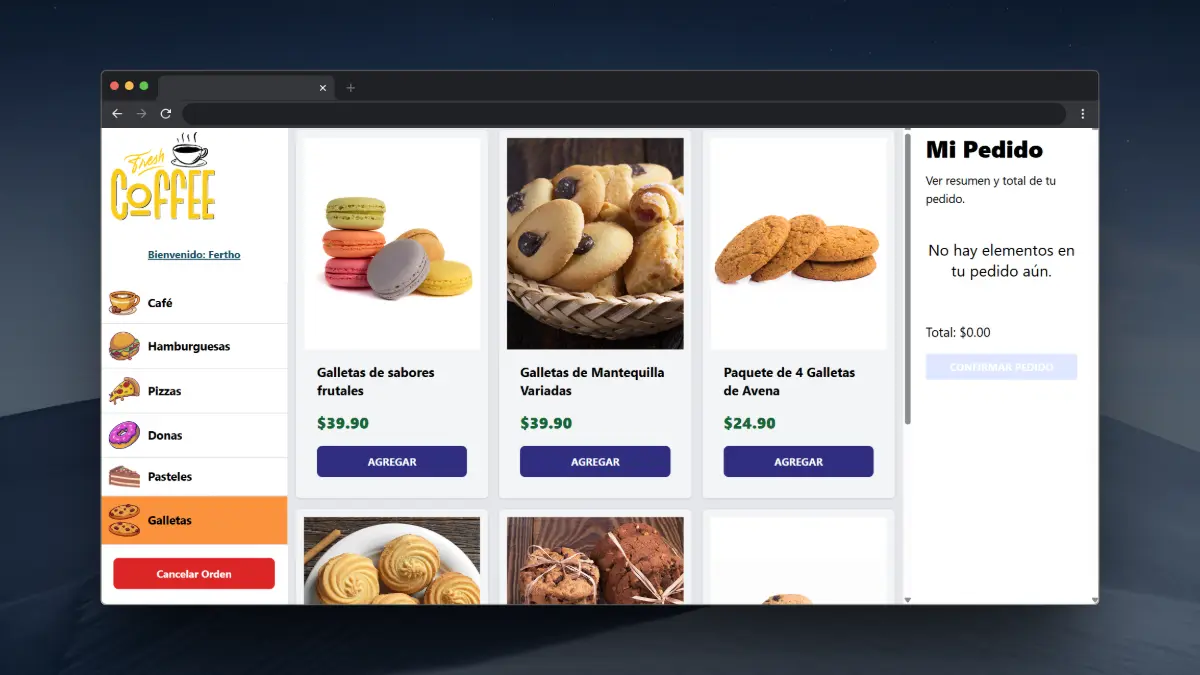 Fresh
COFFEE
Bienvenido: Fertho
Café
Hamburguesas
Pizzas
Donas
Pasteles
Galletas
Cancelar Orden
Galletas de sabores
frutales
$39.90
AGREGAR
Galletas de Mantequilla
Variadas
$39.90
AGREGAR
Paquete de 4 Galletas
de Avena
$24.90
AGREGAR
Mi Pedido
Ver resumen y total de tu
pedido.
No hay elementos en
tu pedido aún.
Total: $0.00
CONFIRMAR PEDIDO